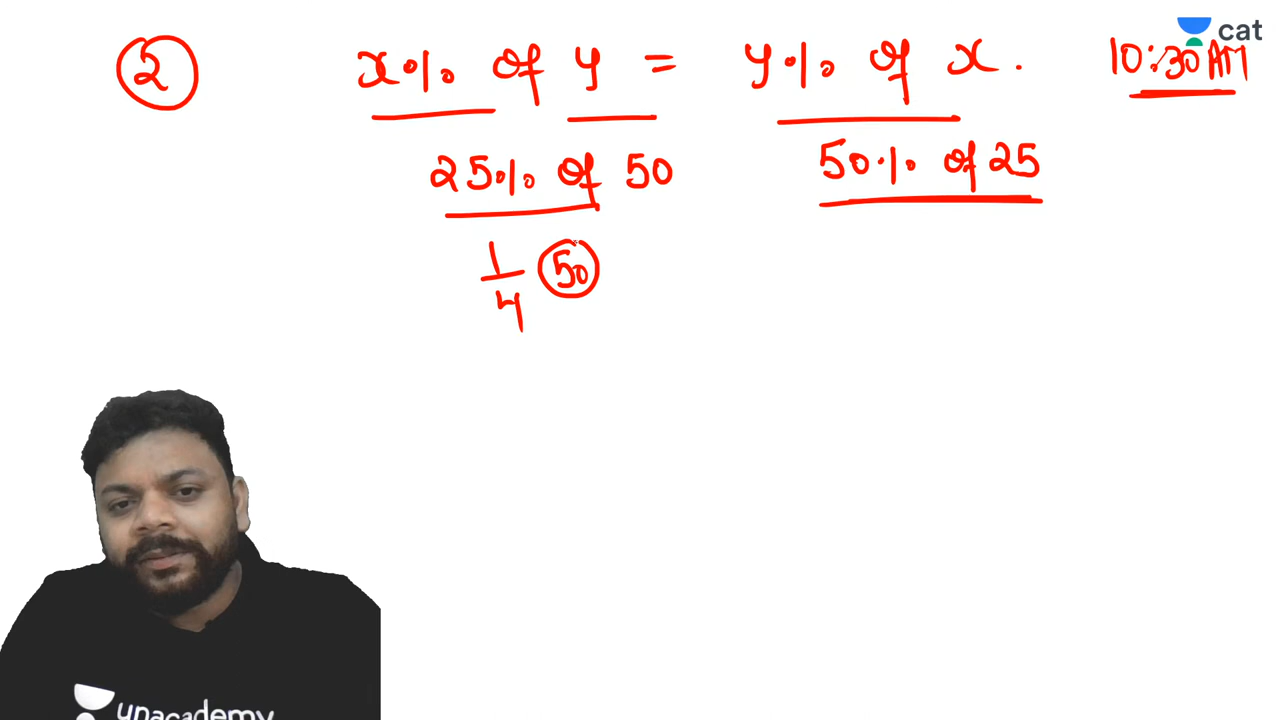 cat
2 x% of y = y% of x. 10:30 AM
25% of 50 50% of 25
1/4 50
unacademy